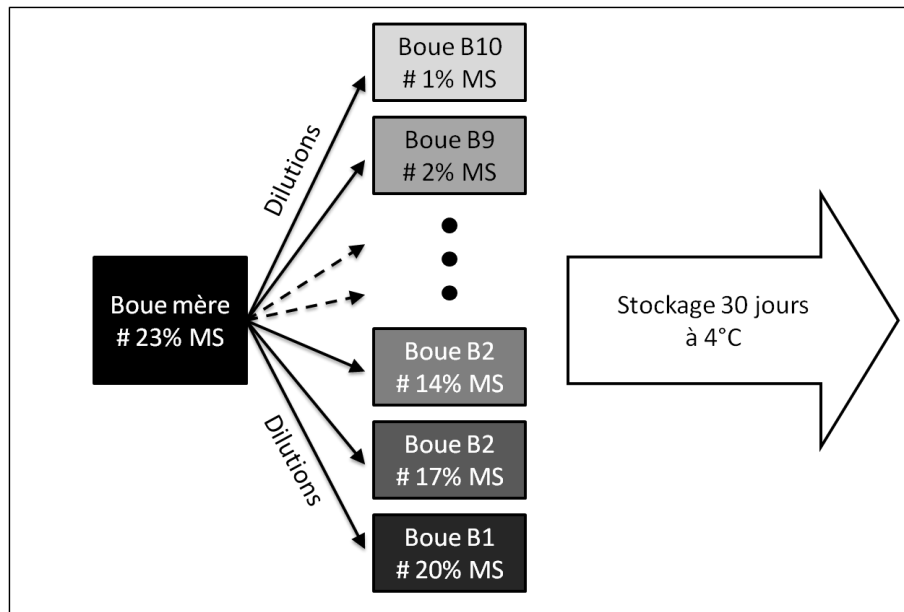 Boue B10
# 1% MS
Dilutions
Boue B9
# 2% MS
Boue mère
# 23% MS
Stockage 30 jours
à 4°C
Boue B2
# 14% MS
Dilutions
Boue B2
# 17% MS
Boue B1
# 20% MS